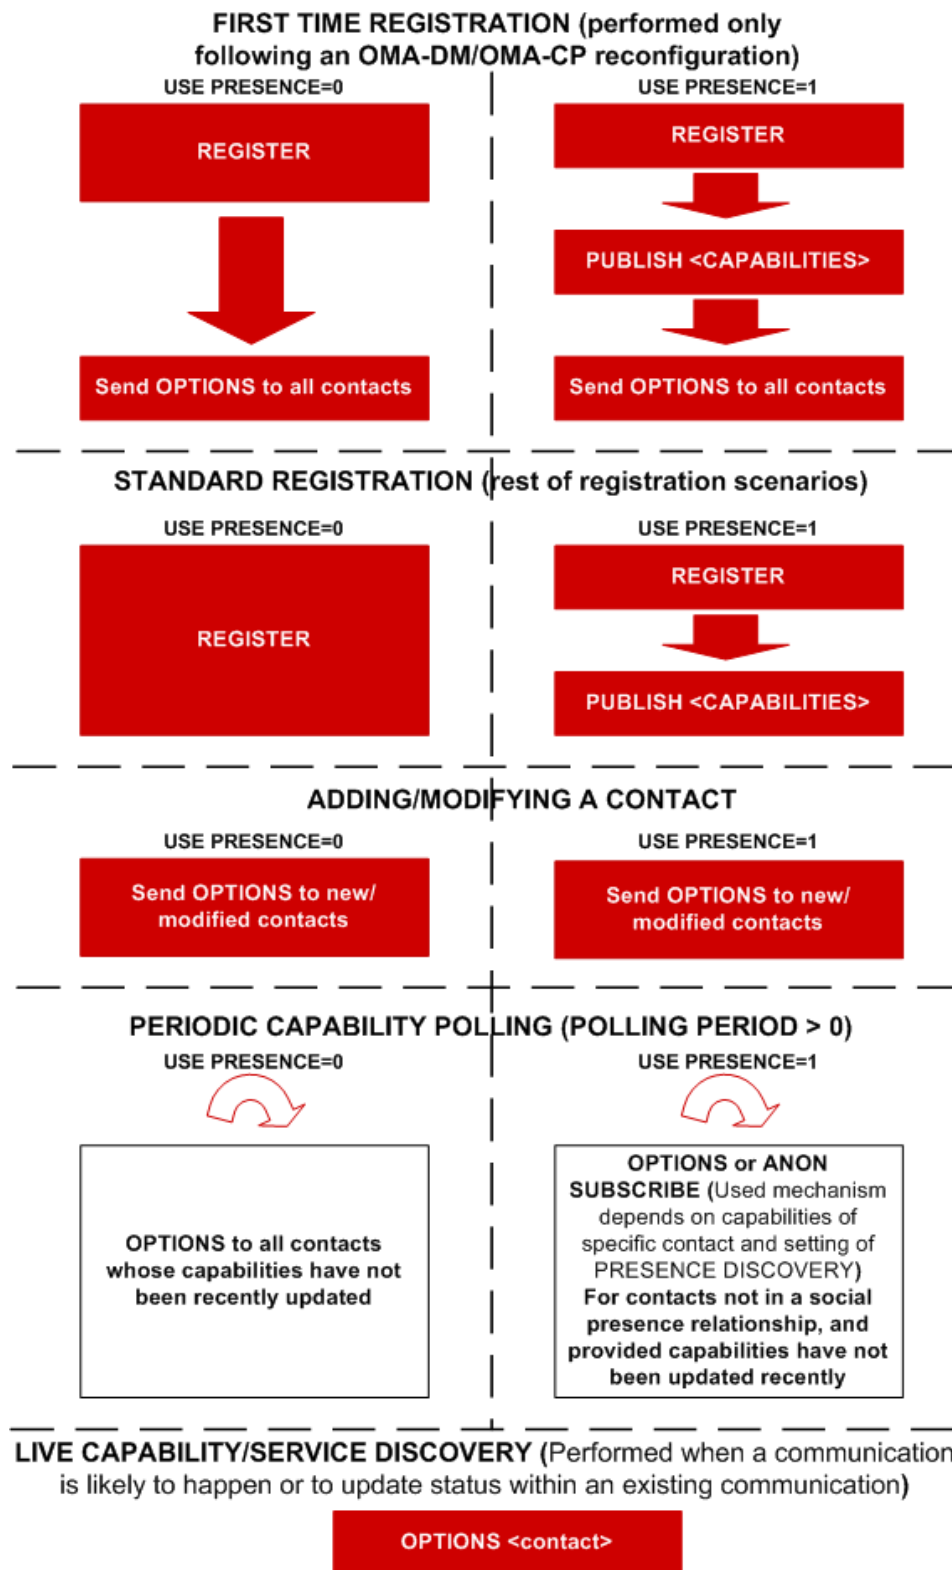 FIRST TIME REGISTRATION (performed only
following an OMA-DM/OMA-CP reconfiguration)
USE PRESENCE=0
REGISTER
Send OPTIONS to all contacts
USE PRESENCE=1
REGISTER
PUBLISH <CAPABILITIES>
Send OPTIONS to all contacts
STANDARD REGISTRATION (rest of registration scenarios)
USE PRESENCE=0
REGISTER
USE PRESENCE=1
REGISTER
PUBLISH <CAPABILITIES>
ADDING/MODIFYING A CONTACT
USE PRESENCE=0
Send OPTIONS to new/
modified contacts
USE PRESENCE=1
Send OPTIONS to new/
modified contacts
PERIODIC CAPABILITY POLLING (POLLING PERIOD > 0)
USE PRESENCE=0
OPTIONS to all contacts
whose capabilities have not
been recently updated
USE PRESENCE=1
OPTIONS or ANON
SUBSCRIBE (Used mechanism
depends on capabilities of
specific contact and setting of
PRESENCE DISCOVERY)
For contacts not in a social
presence relationship, and
provided capabilities have not
been updated recently
LIVE CAPABILITY/SERVICE DISCOVERY (Performed when a communication
is likely to happen or to update status within an existing communication)
OPTIONS <contact>